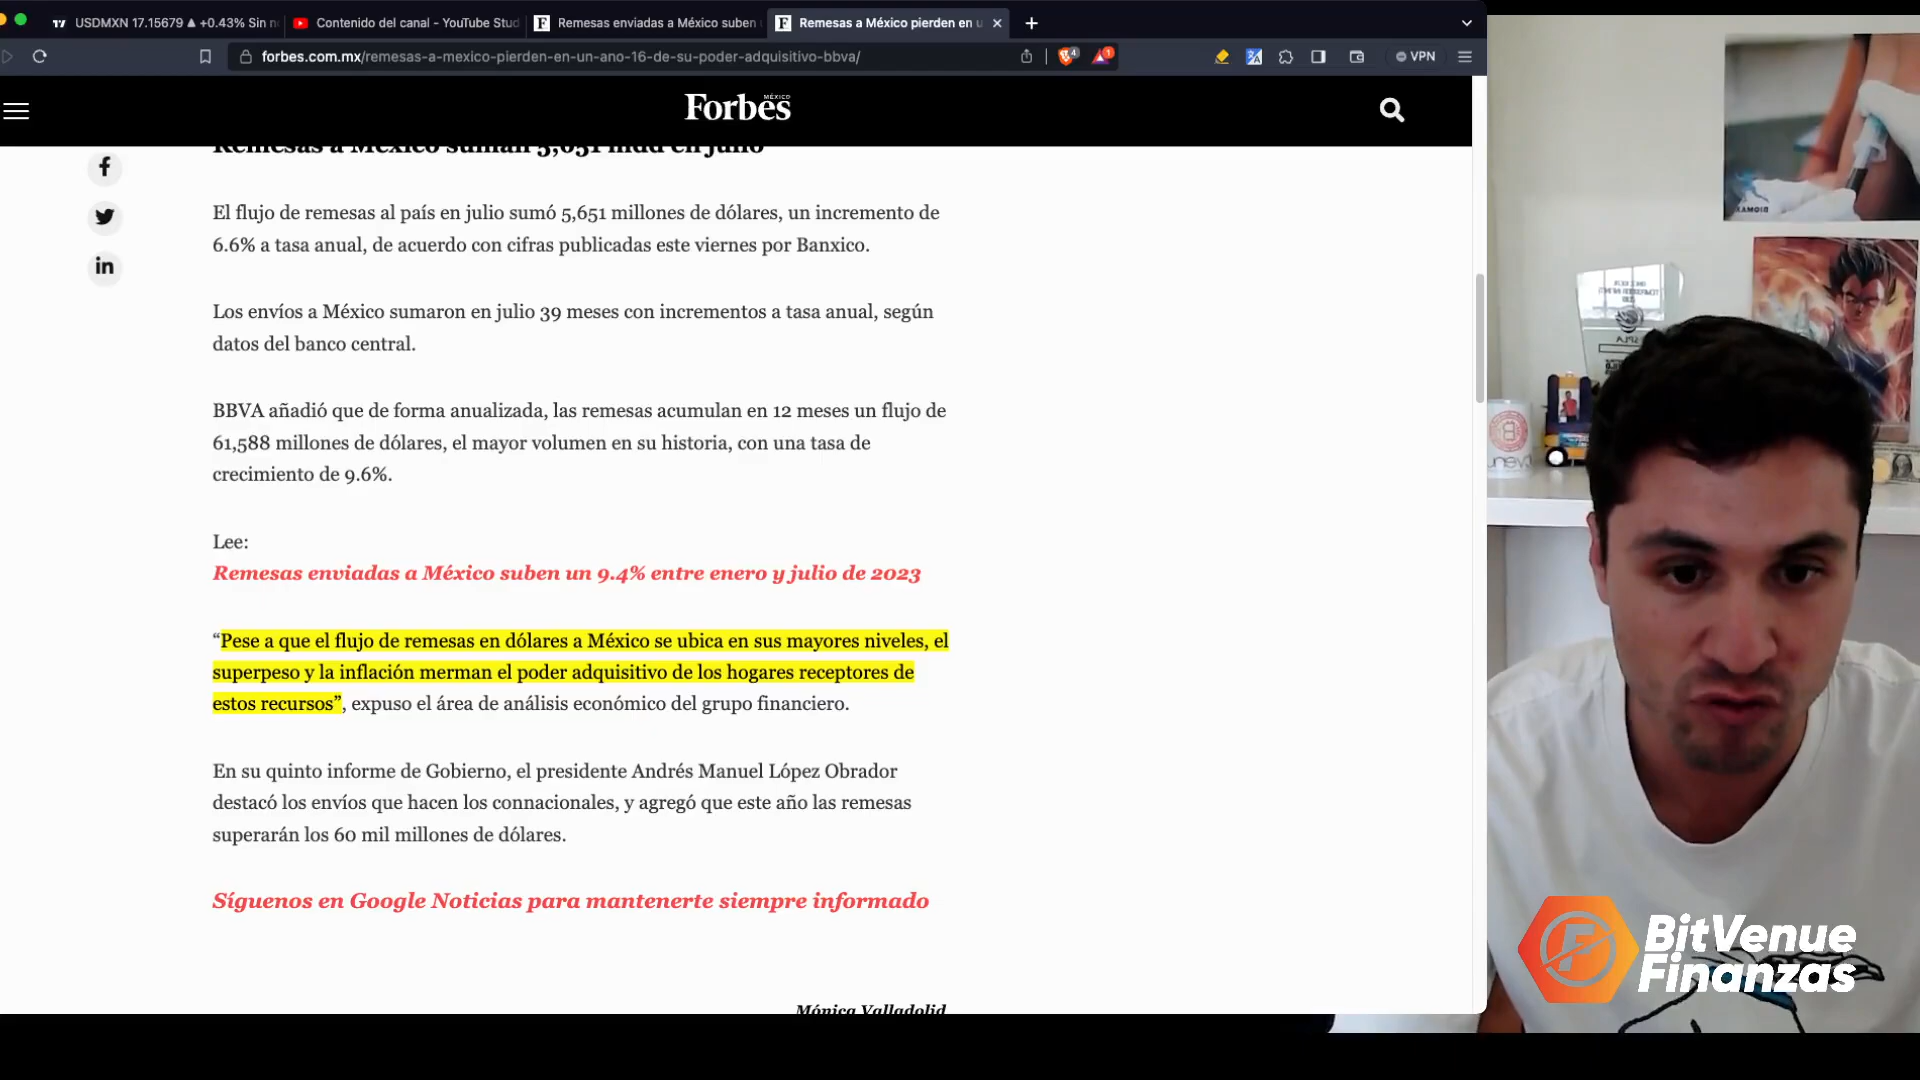 USDMXN 17.15679 ▲ +0.43% Sin n
Contenido del canal - YouTube Stud
Remesas enviadas a México suben
Remesas a México pierden en u
forbes.com.mx/remesas-a-mexico-pierden-en-un-ano-16-de-su-poder-adquisitivo-bbva/
4
1
VPN
Forbes
MÉXICO
Remesas a México suman 5,651 mdd en julio
El flujo de remesas al país en julio sumó 5,651 millones de dólares, un incremento de
6.6% a tasa anual, de acuerdo con cifras publicadas este viernes por Banxico.
Los envíos a México sumaron en julio 39 meses con incrementos a tasa anual, según
datos del banco central.
BBVA añadió que de forma anualizada, las remesas acumulan en 12 meses un flujo de
61,588 millones de dólares, el mayor volumen en su historia, con una tasa de
crecimiento de 9.6%.
Lee:
Remesas enviadas a México suben un 9.4% entre enero y julio de 2023
“Pese a que el flujo de remesas en dólares a México se ubica en sus mayores niveles, el
superpeso y la inflación merman el poder adquisitivo de los hogares receptores de
estos recursos”, expuso el área de análisis económico del grupo financiero.
En su quinto informe de Gobierno, el presidente Andrés Manuel López Obrador
destacó los envíos que hacen los connacionales, y agregó que este año las remesas
superarán los 60 mil millones de dólares.
Síguenos en Google Noticias para mantenerte siempre informado
Mónica Valladolid
BitVenue
Finanzas